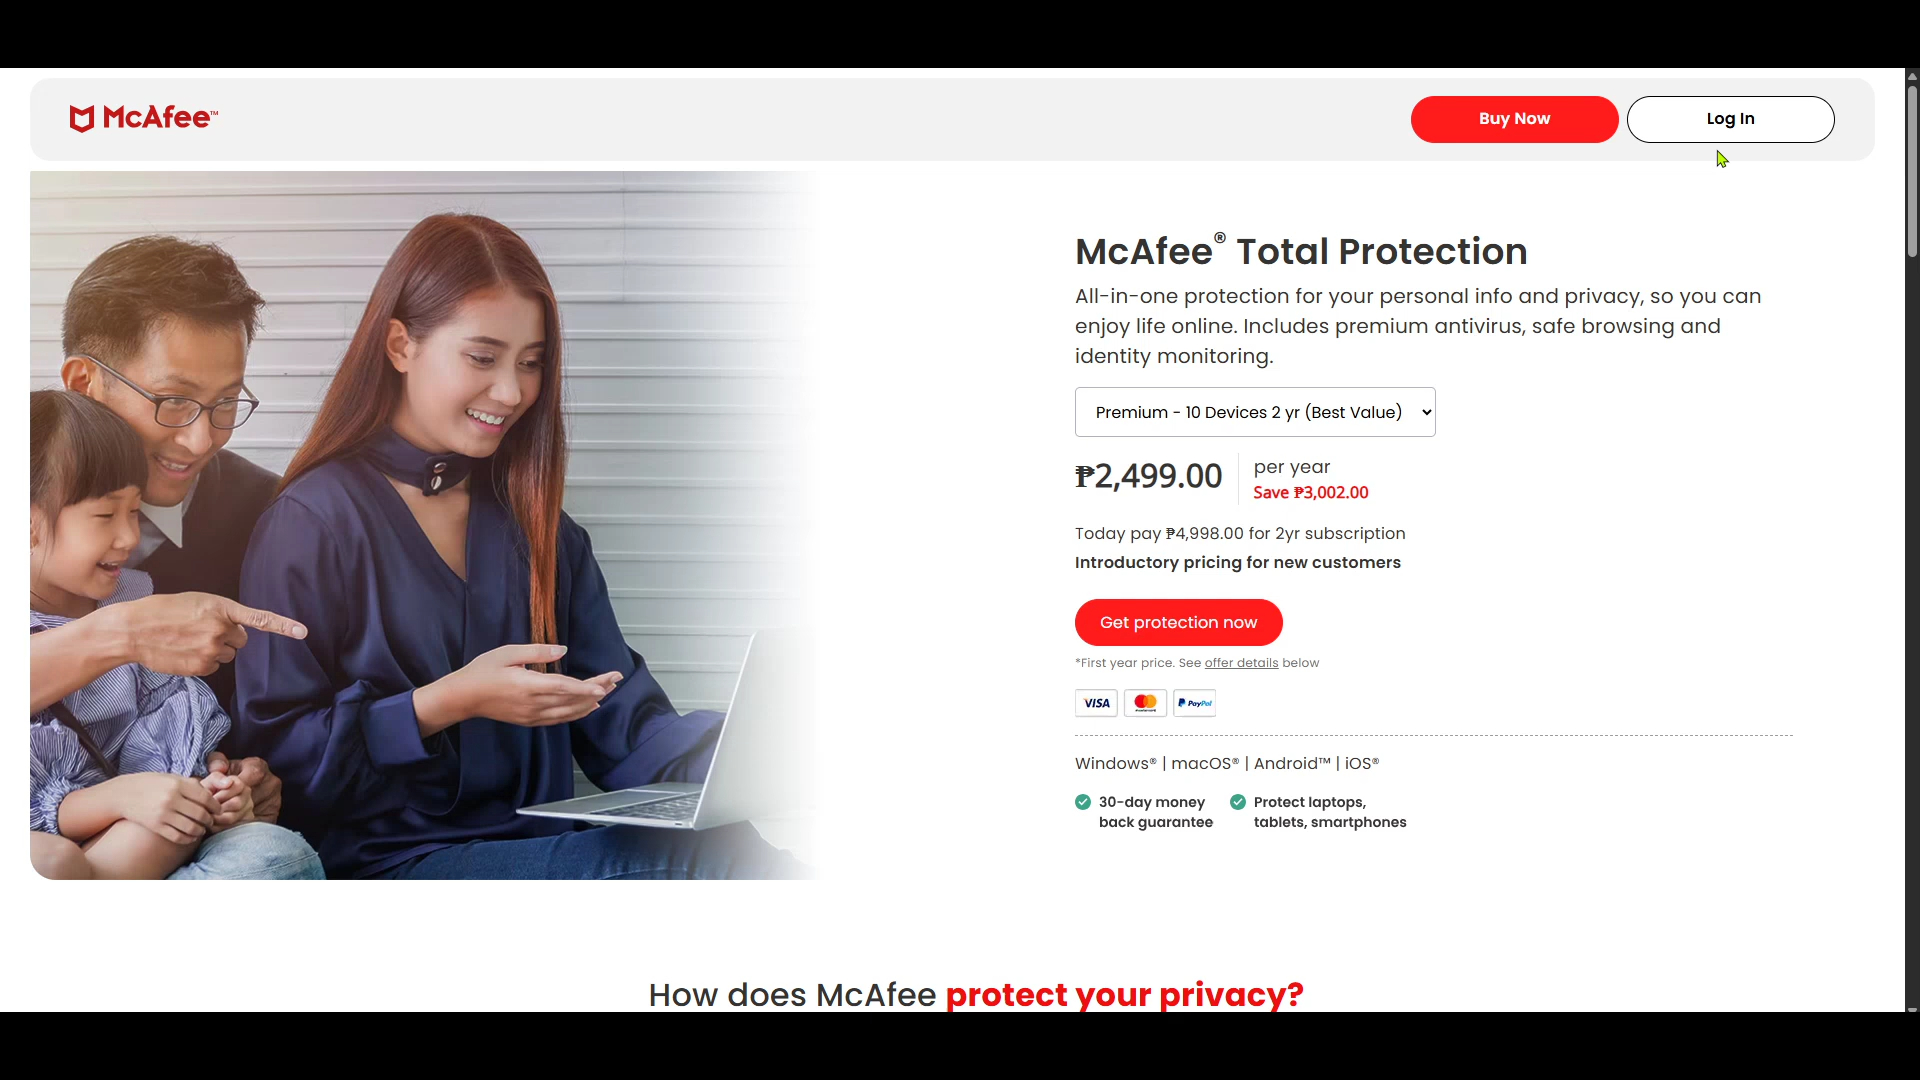 McAfee™
Buy Now
Log In
McAfee® Total Protection
All-in-one protection for your personal info and privacy, so you can
enjoy life online. Includes premium antivirus, safe browsing and
identity monitoring.
Premium - 10 Devices 2 yr (Best Value)
₱2,499.00
per year
Save ₱3,002.00
Today pay ₱4,998.00 for 2yr subscription
Introductory pricing for new customers
Get protection now
*First year price. See offer details below
VISA
mastercard
PayPal
Windows® | macOS® | Android™ | iOS®
30-day money
back guarantee
Protect laptops,
tablets, smartphones
How does McAfee protect your privacy?